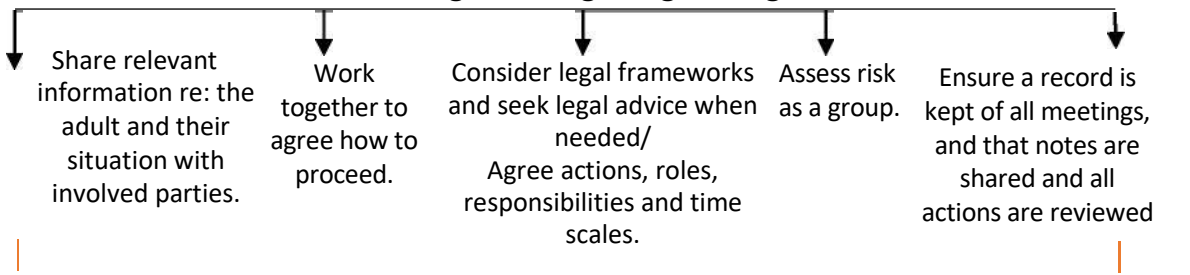 Share relevant
information re: the
adult and their
situation with
involved parties.
Work
together to
agree how to
proceed.
Consider legal frameworks
and seek legal advice when
needed/
Agree actions, roles,
responsibilities and time
scales.
Assess risk
as a group.
Ensure a record is
kept of all meetings,
and that notes are
shared and all
actions are reviewed